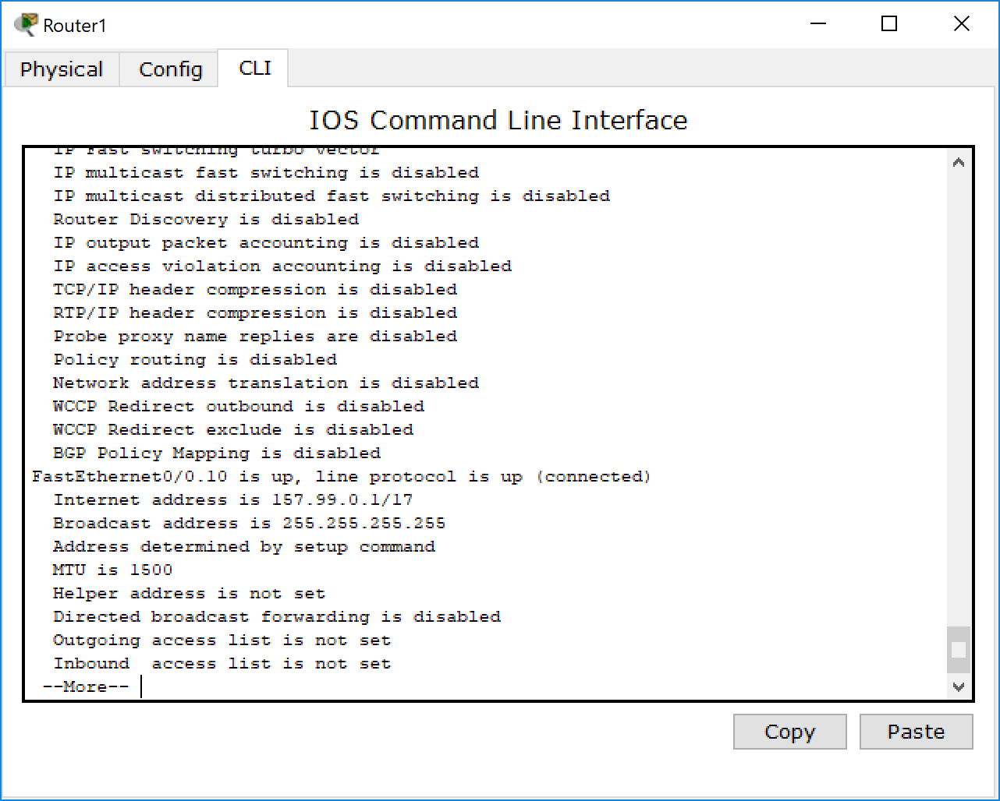 Router1
Physical Config CLI
IOS Command Line Interface
IP Fast switching turbo vector
IP multicast fast switching is disabled
IP multicast distributed fast switching is disabled
Router Discovery is disabled
IP output packet accounting is disabled
IP access violation accounting is disabled
TCP/IP header compression is disabled
RTP/IP header compression is disabled
Probe proxy name replies are disabled
Policy routing is disabled
Network address translation is disabled
WCCP Redirect outbound is disabled
WCCP Redirect exclude is disabled
BGP Policy Mapping is disabled
FastEthernet0/0.10 is up, line protocol is up (connected)
Internet address is 157.99.0.1/17
Broadcast address is 255.255.255.255
Address determined by setup command
MTU is 1500
Helper address is not set
Directed broadcast forwarding is disabled
Outgoing access list is not set
Inbound  access list is not set
--More--
Copy Paste